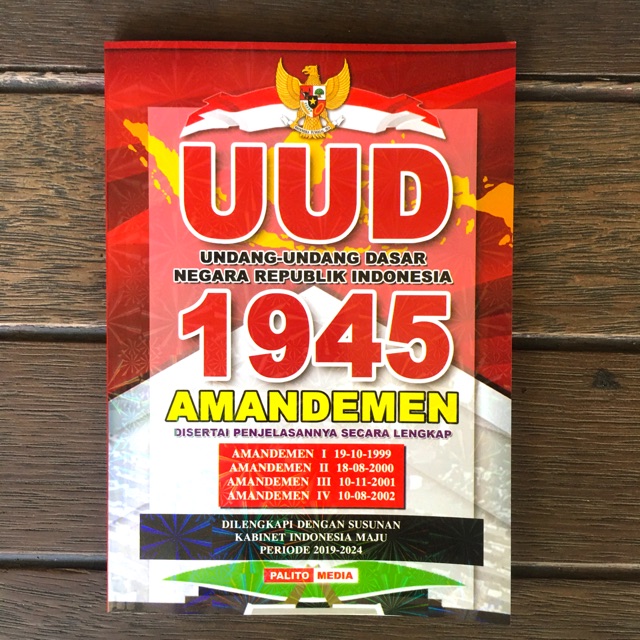 UUD
UNDANG-UNDANG DASAR
NEGARA REPUBLIK INDONESIA
1945
AMANDEMEN
DISERTAI PENJELASANNYA SECARA LENGKAP
AMANDEMEN I 19-10-1999
AMANDEMEN II 18-08-2000
AMANDEMEN III 10-11-2001
AMANDEMEN IV 10-08-2002
DILENGKAPI DENGAN SUSUNAN
KABINET INDONESIA MAJU
PERIODE 2019-2024
PALITO MEDIA